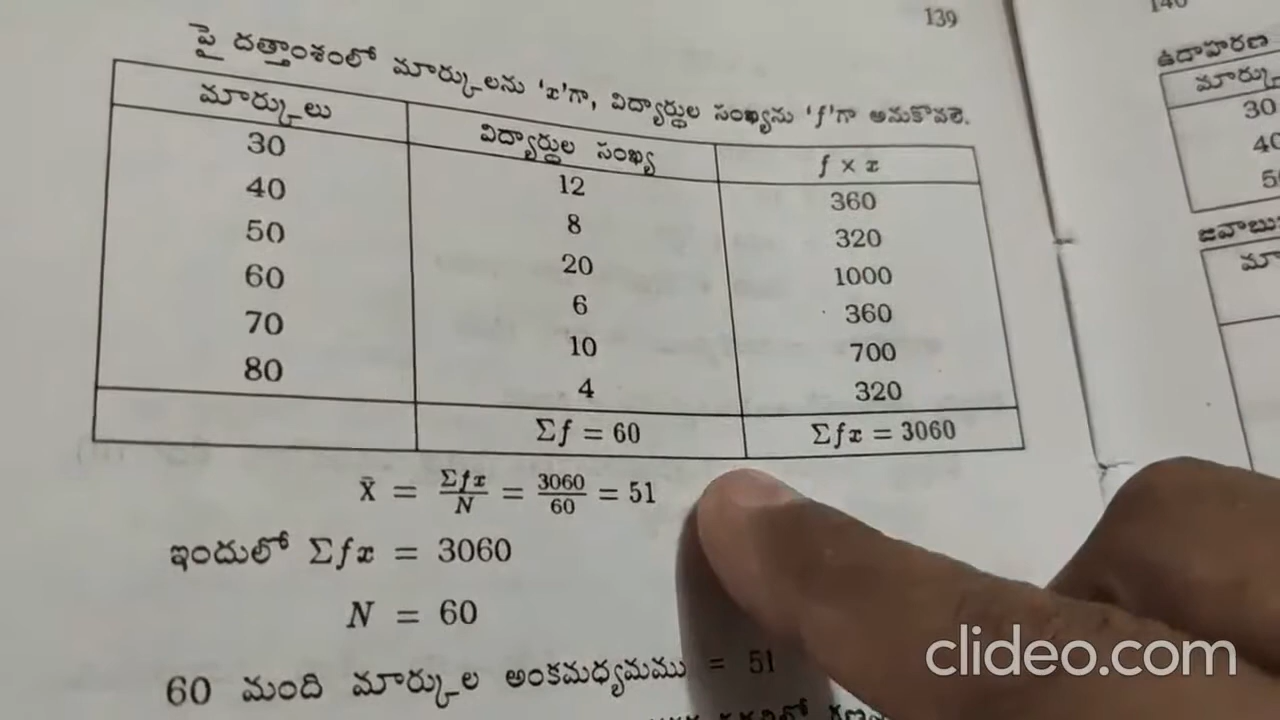 139
పై దత్తాంశంలో మార్కులను 'x'గా, విద్యార్థుల సంఖ్యను 'f'గా అనుకొవలె.
మార్కులు విద్యార్థుల సంఖ్య f × x
30 12 360
40 8 320
50 20 1000
60 6 360
70 10 700
80 4 320
Σf = 60 Σfx = 3060
X̄ = Σfx/N = 3060/60 = 51
ఇందులో Σfx = 3060
N = 60
60 మంది మార్కుల అంకమధ్యమము = 51
140
ఉదాహరణ
30
clideo.com